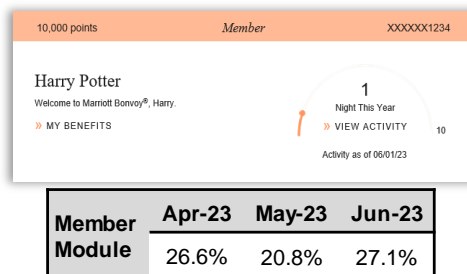 10,000 points Member XXXXXX1234
Harry Potter
Welcome to Marriott Bonvoy®, Harry.
» MY BENEFITS
1
Night This Year
» VIEW ACTIVITY 10
Activity as of 06/01/23
Member Module Apr-23 May-23 Jun-23
26.6% 20.8% 27.1%